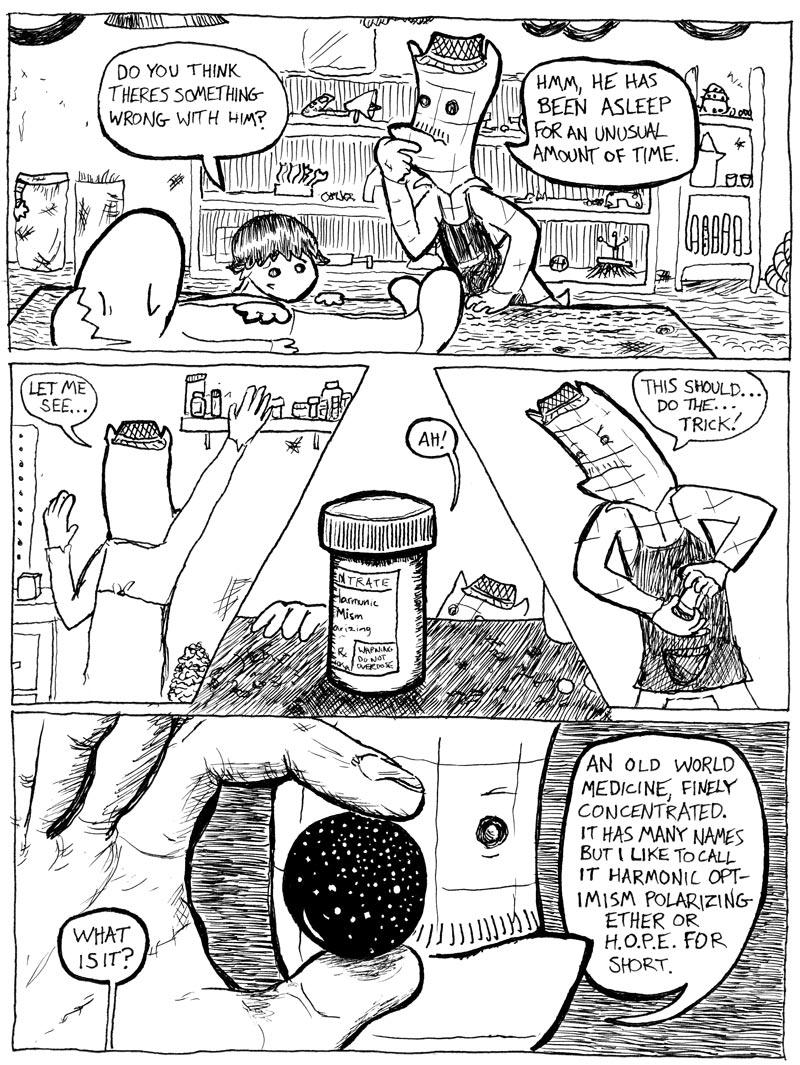 DO YOU THINK
THERES SOMETHING
WRONG WITH HIM?
HMM, HE HAS
BEEN ASLEEP
FOR AN UNUSUAL
AMOUNT OF TIME.
LET ME
SEE...
AH!
NTRATE
Harmonic
Mism
arizing
Rx
WARNING
DO NOT
OVERDOSE
THIS SHOULD...
DO THE...
TRICK!
WHAT
IS IT?
AN OLD WORLD
MEDICINE, FINELY
CONCENTRATED.
IT HAS MANY NAMES
BUT I LIKE TO CALL
IT HARMONIC OPT-
IMISM POLARIZING
ETHER OR
H.O.P.E. FOR
SHORT.